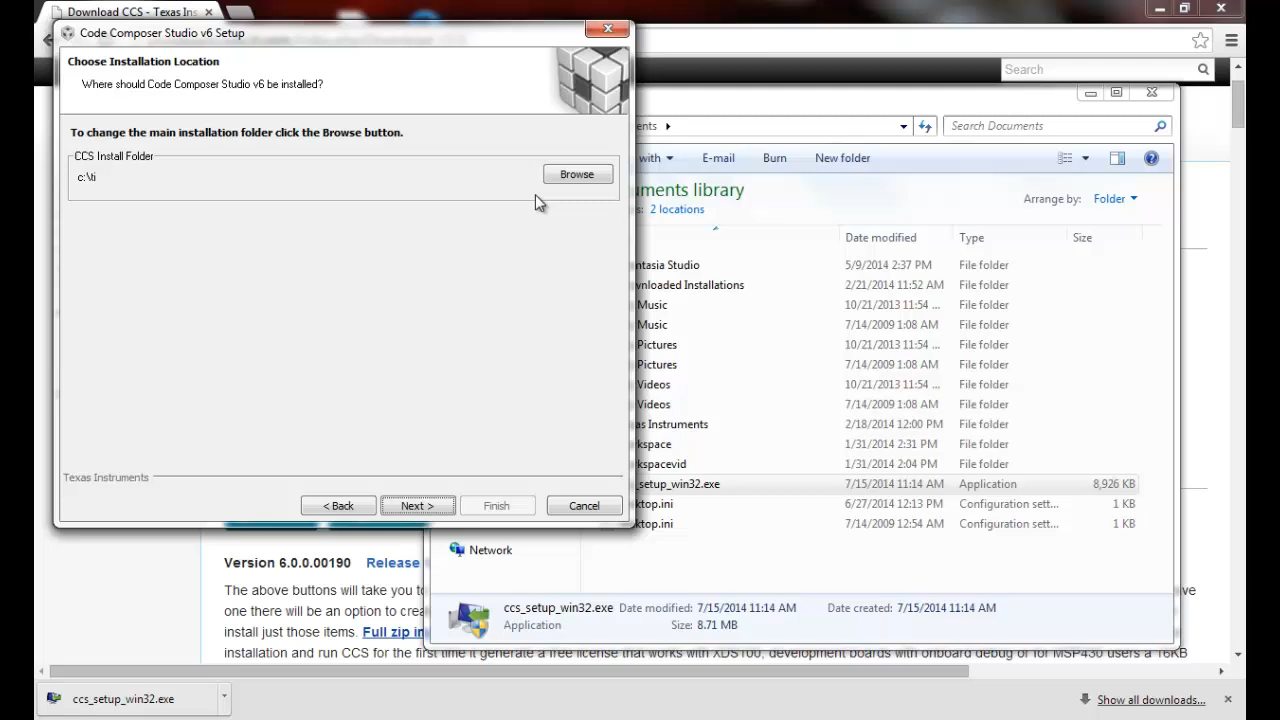 Download CCS - Texas Ins
Code Composer Studio v6 Setup
Choose Installation Location
Where should Code Composer Studio v6 be installed?
Search
To change the main installation folder click the Browse button.
ents
Search Documents
CCS Install Folder
c:\ti
Browse
with
E-mail
Burn
New folder
uments library
s: 2 locations
Arrange by: Folder
Date modified
Type
Size
ntasia Studio 5/9/2014 2:37 PM File folder
wnloaded Installations 2/21/2014 11:52 AM File folder
Music 10/21/2013 11:54 ... File folder
Music 7/14/2009 1:08 AM File folder
Pictures 10/21/2013 11:54 ... File folder
Pictures 7/14/2009 1:08 AM File folder
Videos 10/21/2013 11:54 ... File folder
Videos 7/14/2009 1:08 AM File folder
as Instruments 2/18/2014 12:00 PM File folder
kspace 1/31/2014 2:31 PM File folder
kspacevid 1/31/2014 2:04 PM File folder
_setup_win32.exe 7/15/2014 11:14 AM Application 8,926 KB
ktop.ini 6/27/2014 12:13 PM Configuration sett... 1 KB
ktop.ini 7/14/2009 12:54 AM Configuration sett... 1 KB
Texas Instruments
< Back
Next >
Finish
Cancel
Network
ccs_setup_win32.exe Date modified: 7/15/2014 11:14 AM Date created: 7/15/2014 11:14 AM
Application Size: 8.71 MB
Version 6.0.0.00190 Release
The above buttons will take you to
ve
one there will be an option to crea
install just those items. Full zip in
installation and run CCS for the first time it generate a free license that works with XDS100, development boards with onboard debug or for MSP430 users a 16KB
ccs_setup_win32.exe
Show all downloads...